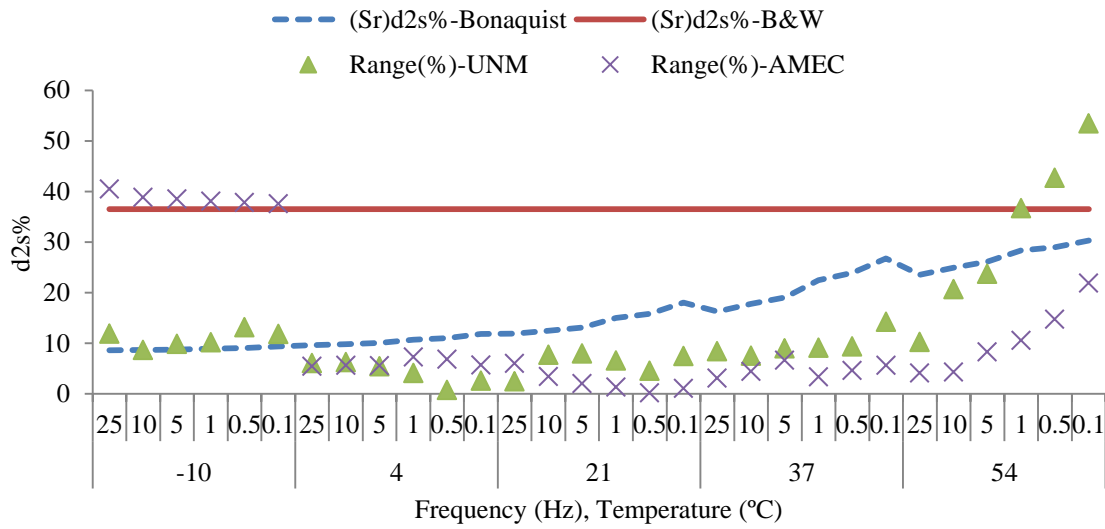 (Sr)d2s%-Bonaquist (Sr)d2s%-B&W
Range(%)-UNM Range(%)-AMEC
60
50
40
30
20
10
0
d2s%
25 10 5 1 0.5 0.1 25 10 5 1 0.5 0.1 25 10 5 1 0.5 0.1 25 10 5 1 0.5 0.1 25 10 5 1 0.5 0.1
-10 4 21 37 54
Frequency (Hz), Temperature (ºC)